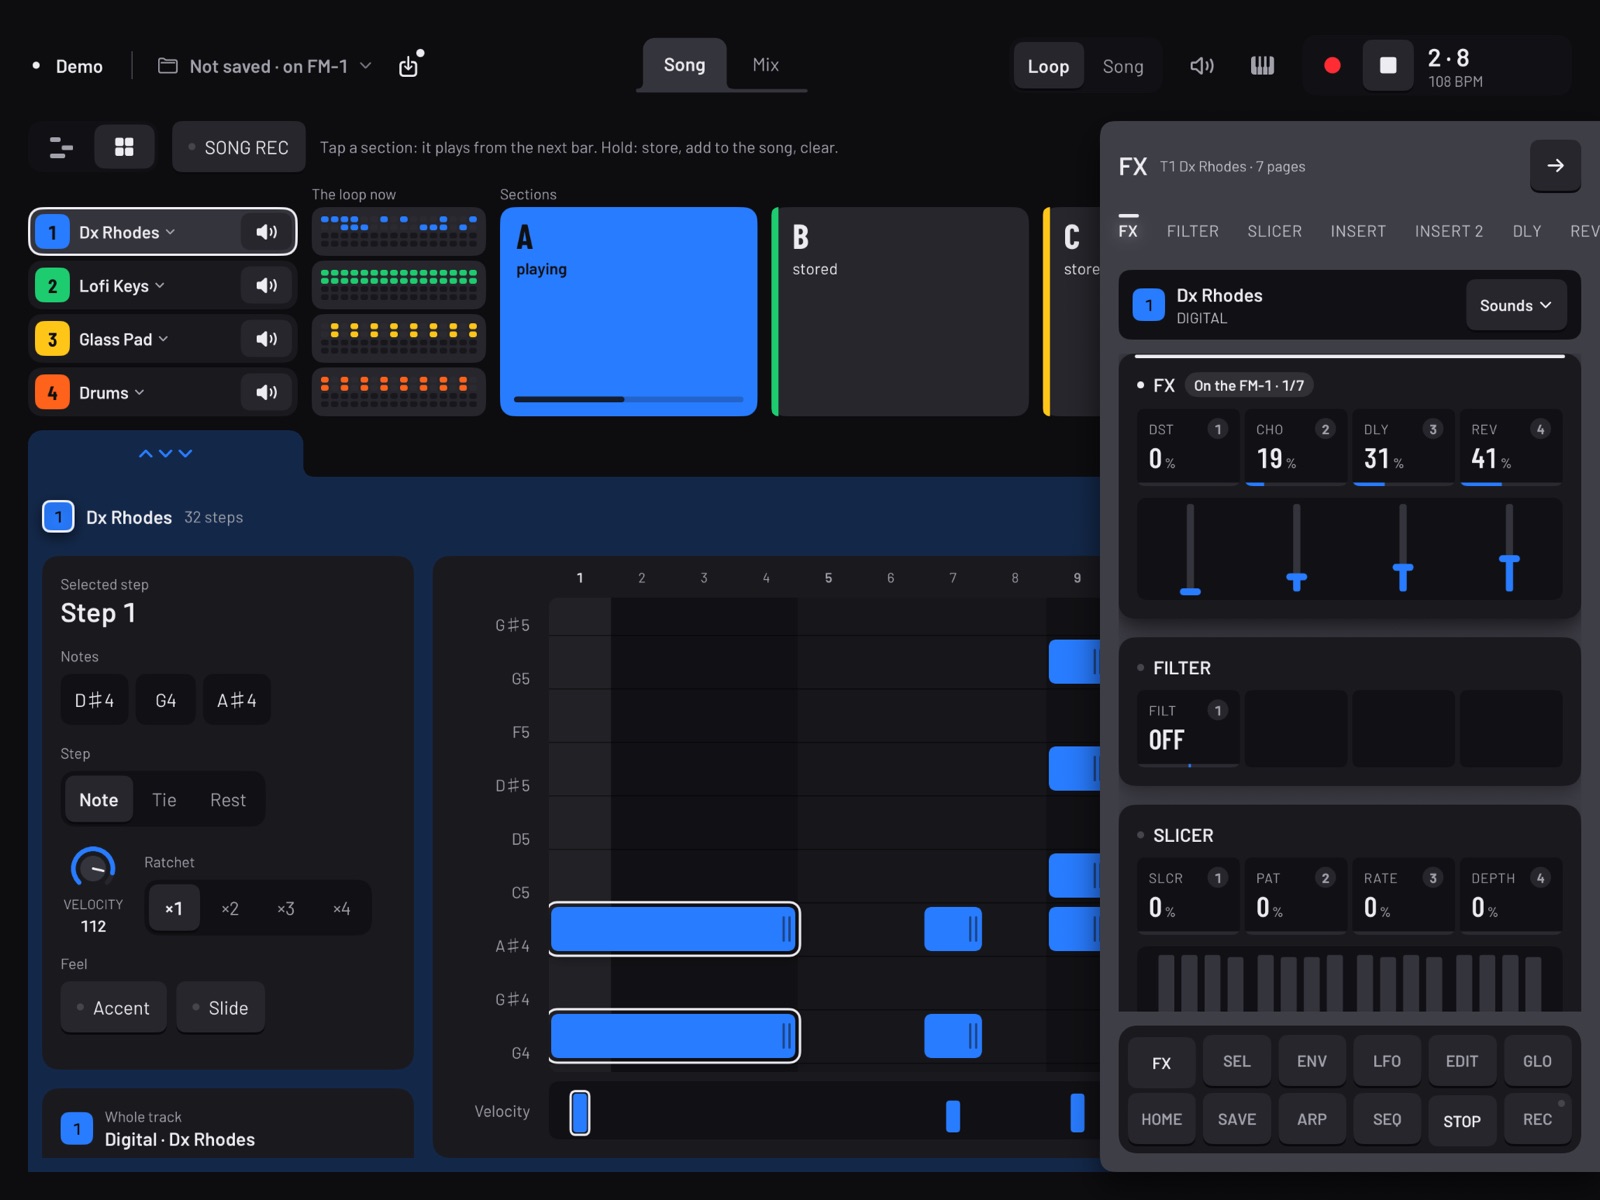 Demo
Not saved · on FM-1
Song
Mix
Loop
Song
2 · 8
108 BPM
SONG REC
Tap a section: it plays from the next bar. Hold: store, add to the song, clear.
The loop now
Sections
1 Dx Rhodes
2 Lofi Keys
3 Glass Pad
4 Drums
A
playing
B
stored
C
store
1 Dx Rhodes 32 steps
Selected step
Step 1
Notes
D♯4 G4 A♯4
Step
Note Tie Rest
VELOCITY
112
Ratchet
×1 ×2 ×3 ×4
Feel
Accent Slide
1
Whole track
Digital · Dx Rhodes
1 2 3 4 5 6 7 8 9
G♯5
G5
F5
D♯5
D5
C5
A♯4
G♯4
G4
Velocity
FX T1 Dx Rhodes · 7 pages
FX FILTER SLICER INSERT INSERT 2 DLY REV
1
Dx Rhodes
DIGITAL
Sounds
FX On the FM-1 · 1/7
DST 1 CHO 2 DLY 3 REV 4
0 % 19 % 31 % 41 %
FILTER
FILT 1
OFF
SLICER
SLCR 1 PAT 2 RATE 3 DEPTH 4
0 % 0 % 0 % 0 %
FX SEL ENV LFO EDIT GLO
HOME SAVE ARP SEQ STOP REC